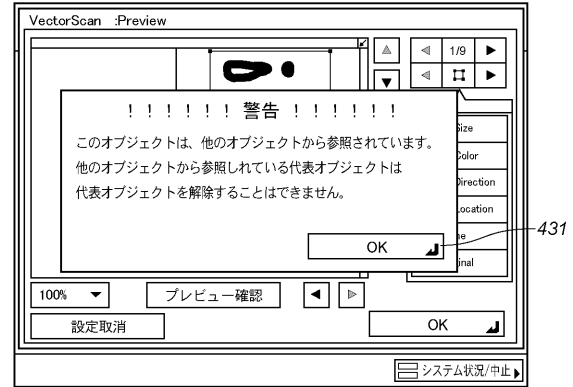 VectorScan :Preview
1/9
！！！！！！警告！！！！！！
このオブジェクトは、他のオブジェクトから参照されています。
他のオブジェクトから参照しれている代表オブジェクトは
代表オブジェクトを解除することはできません。
OK
431
Size
Color
Direction
Location
100%
プレビュー確認
設定取消
OK
システム状況/中止